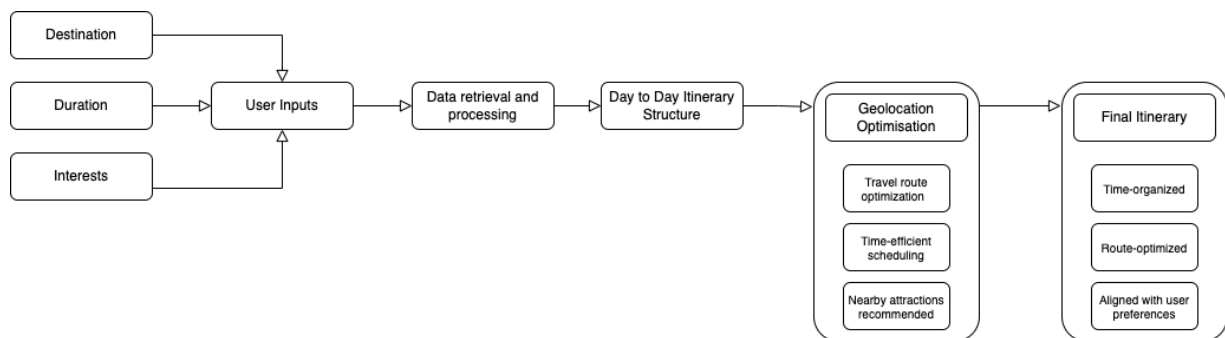 Destination
Duration
Interests
User Inputs
Data retrieval and
processing
Day to Day Itinerary
Structure
Geolocation
Optimisation
Travel route
optimization
Time-efficient
scheduling
Nearby attractions
recommended
Final Itinerary
Time-organized
Route-optimized
Aligned with user
preferences